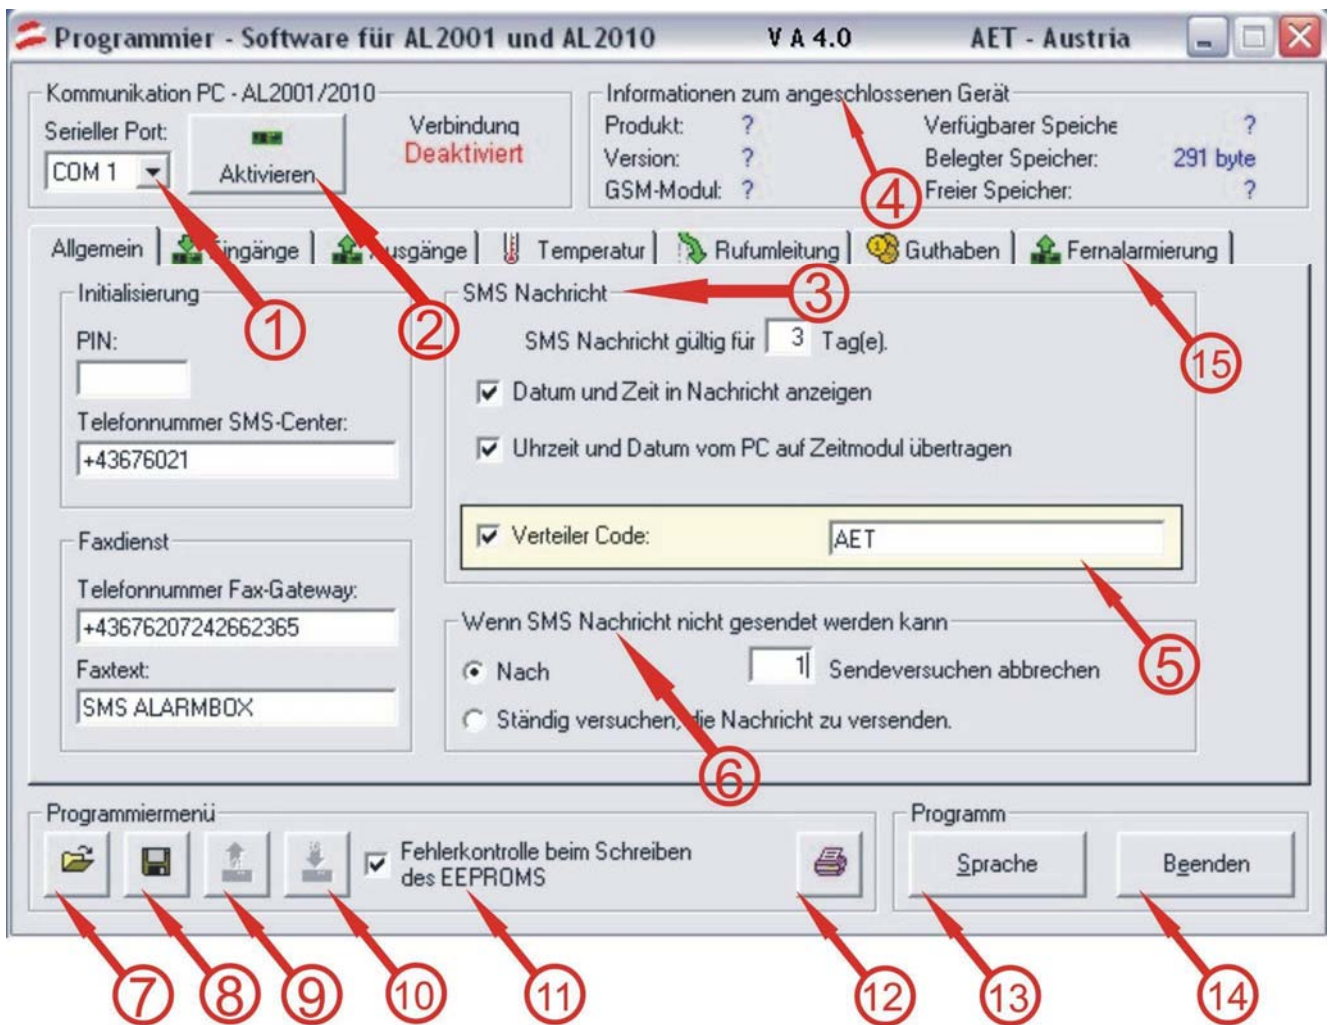 Programmier - Software für AL2001 und AL2010 V A 4.0 AET - Austria
Kommunikation PC - AL2001/2010
Serieller Port:
COM 1
Aktivieren
Verbindung
Deaktiviert
Informationen zum angeschlossenen Gerät
Produkt: ?
Version: ?
GSM-Modul: ?
Verfügbarer Speiche ?
Belegter Speicher: 291 byte
Freier Speicher: ?
4
Allgemein Eingänge Ausgänge Temperatur Rufumleitung Guthaben Fernalarmierung
1
2
3
15
Initialisierung
PIN:
Telefonnummer SMS-Center:
+43676021
Faxdienst
Telefonnummer Fax-Gateway:
+43676207242662365
Faxtext:
SMS ALARMBOX
SMS Nachricht
SMS Nachricht gültig für 3 Tag(e).
Datum und Zeit in Nachricht anzeigen
Uhrzeit und Datum vom PC auf Zeitmodul übertragen
Verteiler Code: AET
5
Wenn SMS Nachricht nicht gesendet werden kann
Nach 1 Sendeversuchen abbrechen
Ständig versuchen, die Nachricht zu versenden.
6
Programmiermenü
Fehlerkontrolle beim Schreiben
des EEPROMS
Programm
Sprache
Beenden
7 8 9 10 11 12 13 14